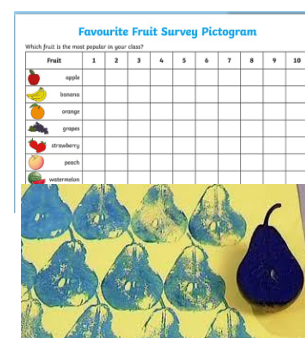 Favourite Fruit Survey Pictogram
Which fruit is the most popular in your class?
Fruit 1 2 3 4 5 6 7 8 9 10
apple
banana
orange
grapes
strawberry
peach
watermelon